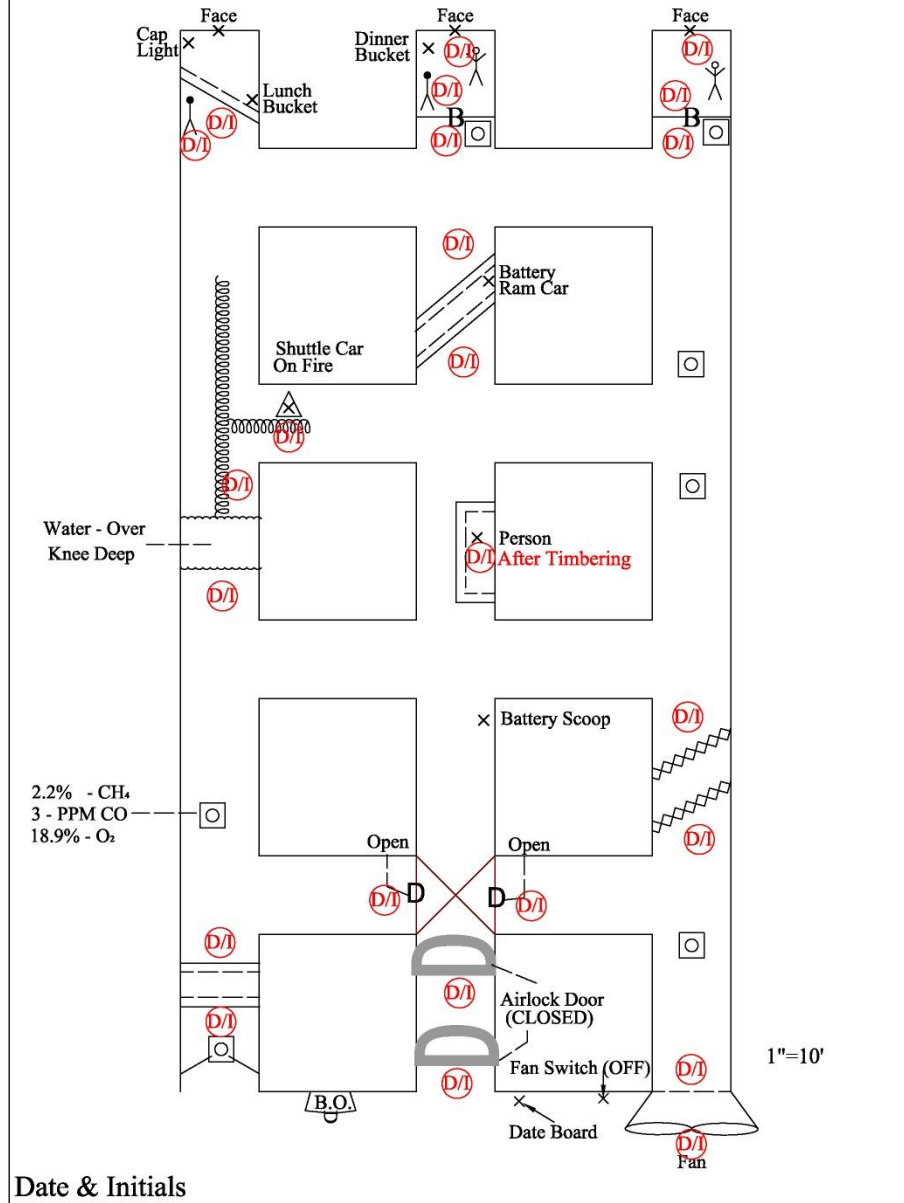 Face
Face
Face
Cap
Light
Dinner
Bucket
D/I
D/I
Lunch
Bucket
D/I
D/I
D/I
B
B
D/I
D/I
D/I
D/I
D/I
Battery
Ram Car
Shuttle Car
On Fire
D/I
D/I
D/I
Water - Over
Knee Deep
Person
D/I After Timbering
D/I
D/I
Battery Scoop
2.2% - CH₄
3 - PPM CO
18.9% - O₂
D/I
Open
Open
D/I
D
D
D/I
D/I
D
D/I
Airlock Door
(CLOSED)
D/I
D
Fan Switch (OFF)
1"=10'
D/I
D/I
B.O.
D
Date Board
D/I
Fan
Date & Initials